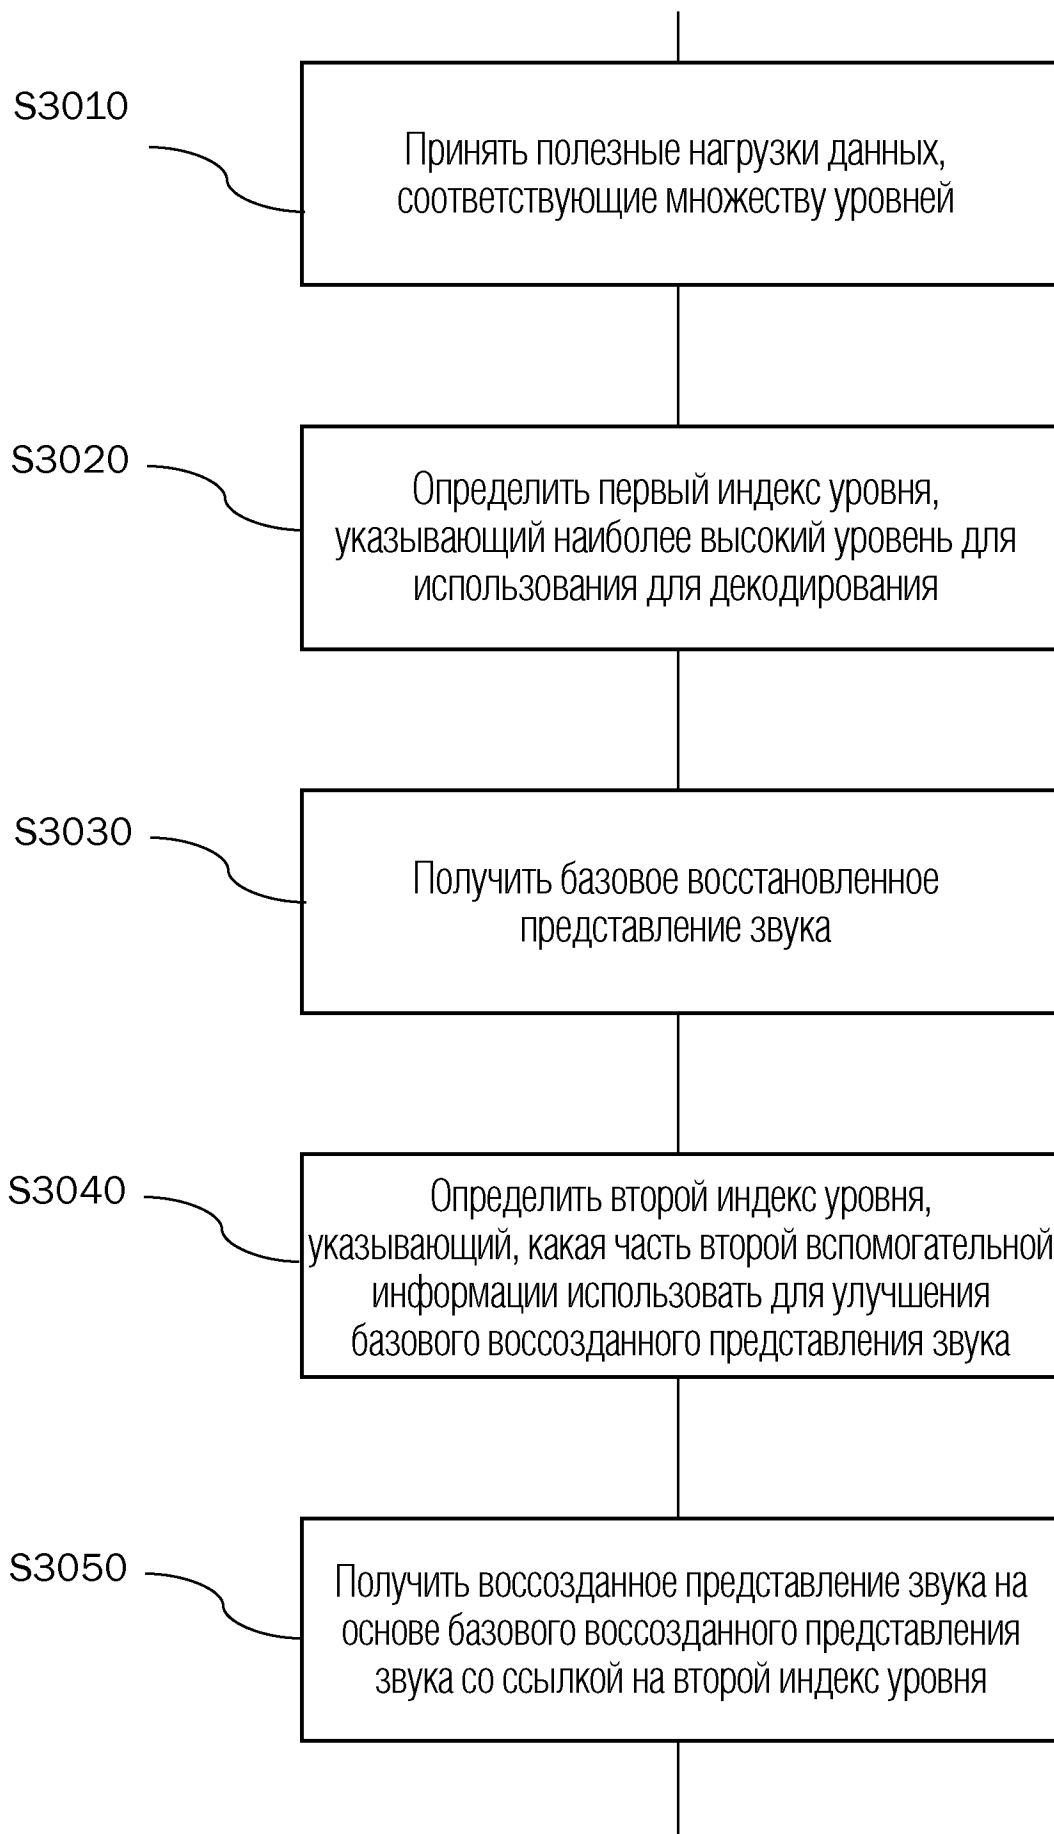 S3010
Принять полезные нагрузки данных,
соответствующие множеству уровней
S3020
Определить первый индекс уровня,
указывающий наиболее высокий уровень для
использования для декодирования
S3030
Получить базовое восстановленное
представление звука
S3040
Определить второй индекс уровня,
указывающий, какая часть второй вспомогательной
информации использовать для улучшения
базового воссозданного представления звука
S3050
Получить воссозданное представление звука на
основе базового воссозданного представления
звука со ссылкой на второй индекс уровня